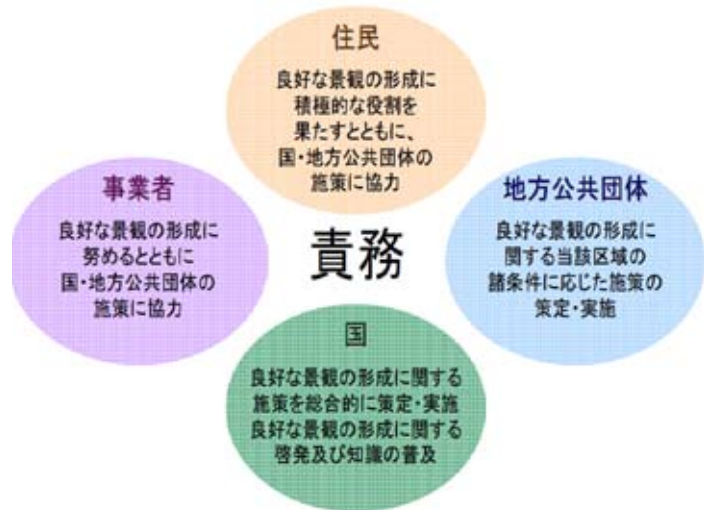 住民
良好な景観の形成に
積極的な役割を
果たすとともに、
国・地方公共団体の
施策に協力
事業者
良好な景観の形成に
努めるとともに
国・地方公共団体の
施策に協力
責務
地方公共団体
良好な景観の形成に
関する当該区域の
諸条件に応じた施策の
策定・実施
国
良好な景観の形成に関する
施策を総合的に策定・実施
良好な景観の形成に関する
啓発及び知識の普及